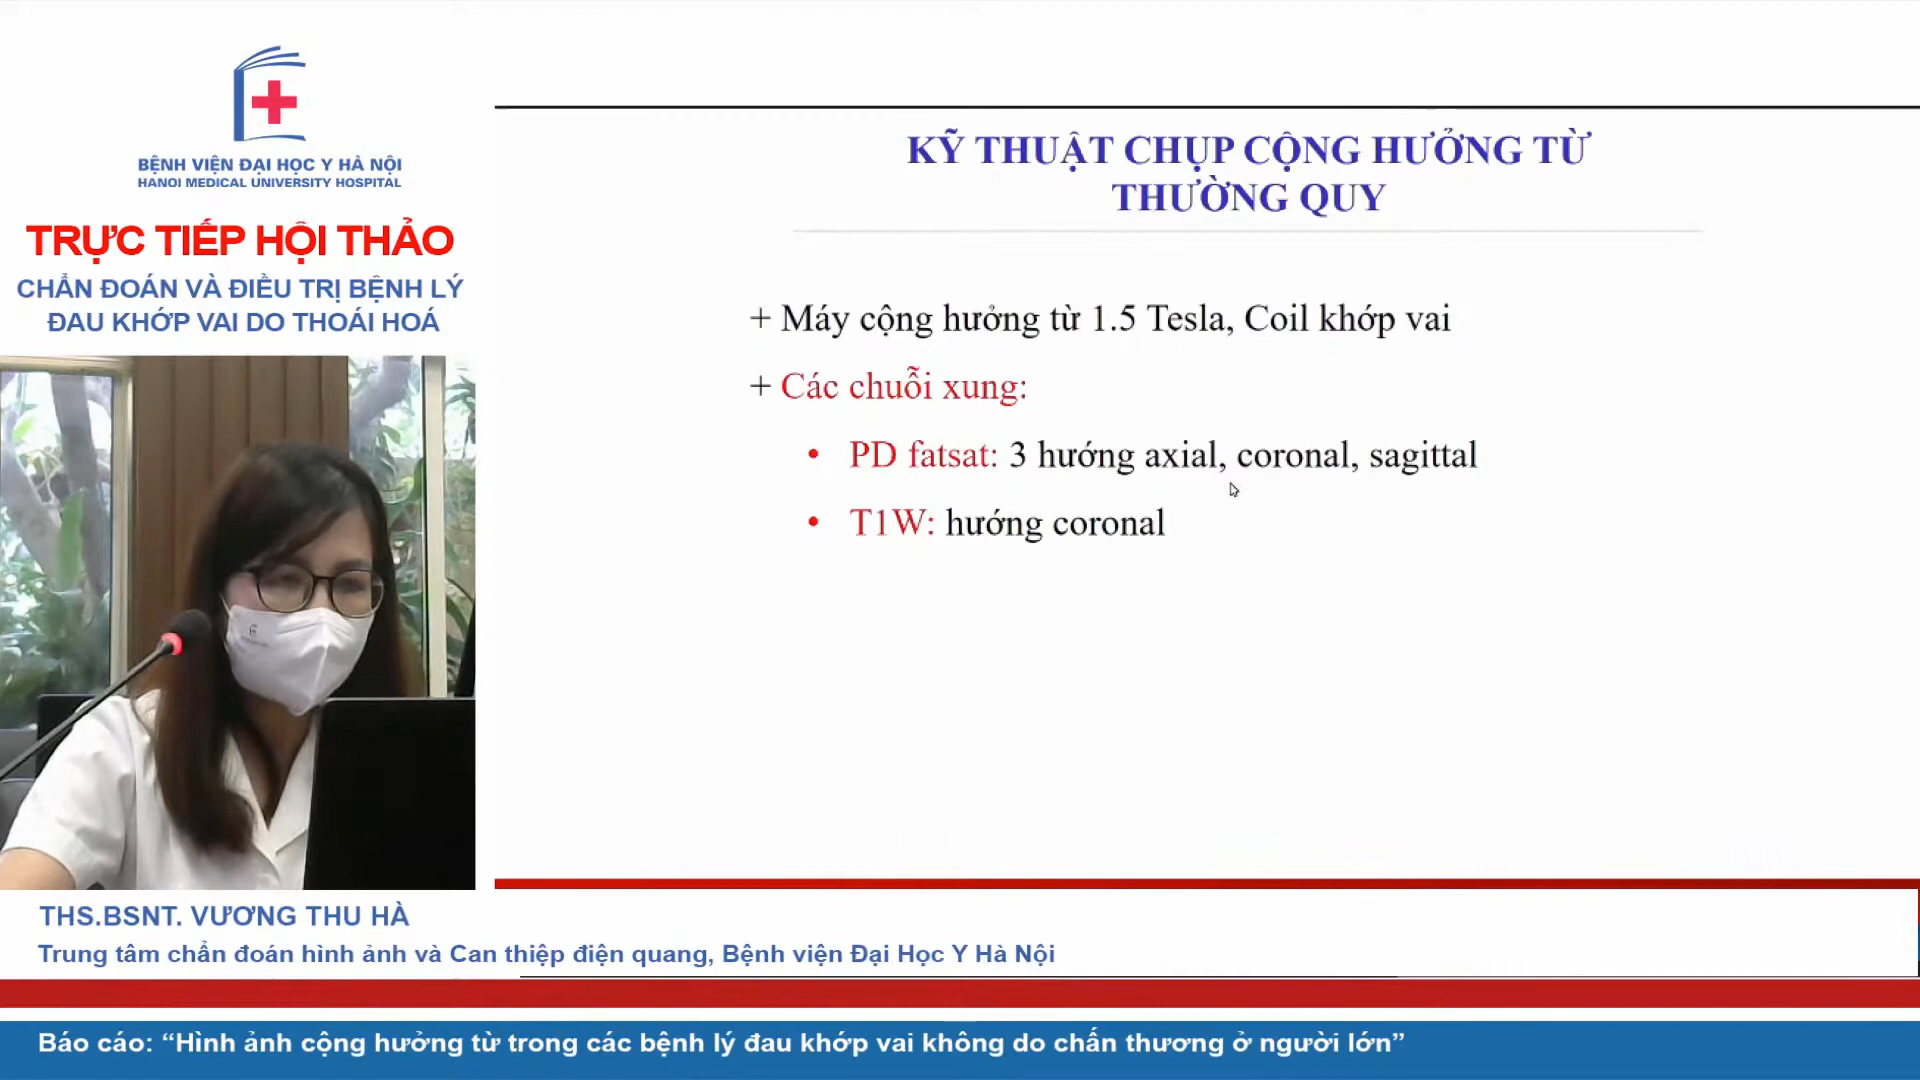 BỆNH VIỆN ĐẠI HỌC Y HÀ NỘI
HANOI MEDICAL UNIVERSITY HOSPITAL
TRỰC TIẾP HỘI THẢO
CHẨN ĐOÁN VÀ ĐIỀU TRỊ BỆNH LÝ
ĐAU KHỚP VAI DO THOÁI HOÁ
KỸ THUẬT CHỤP CỘNG HƯỞNG TỪ
THƯỜNG QUY
+ Máy cộng hưởng từ 1.5 Tesla, Coil khớp vai
+ Các chuỗi xung:
• PD fatsat: 3 hướng axial, coronal, sagittal
• T1W: hướng coronal
THS.BSNT. VƯƠNG THU HÀ
Trung tâm chẩn đoán hình ảnh và Can thiệp điện quang, Bệnh viện Đại Học Y Hà Nội
Báo cáo: “Hình ảnh cộng hưởng từ trong các bệnh lý đau khớp vai không do chấn thương ở người lớn”